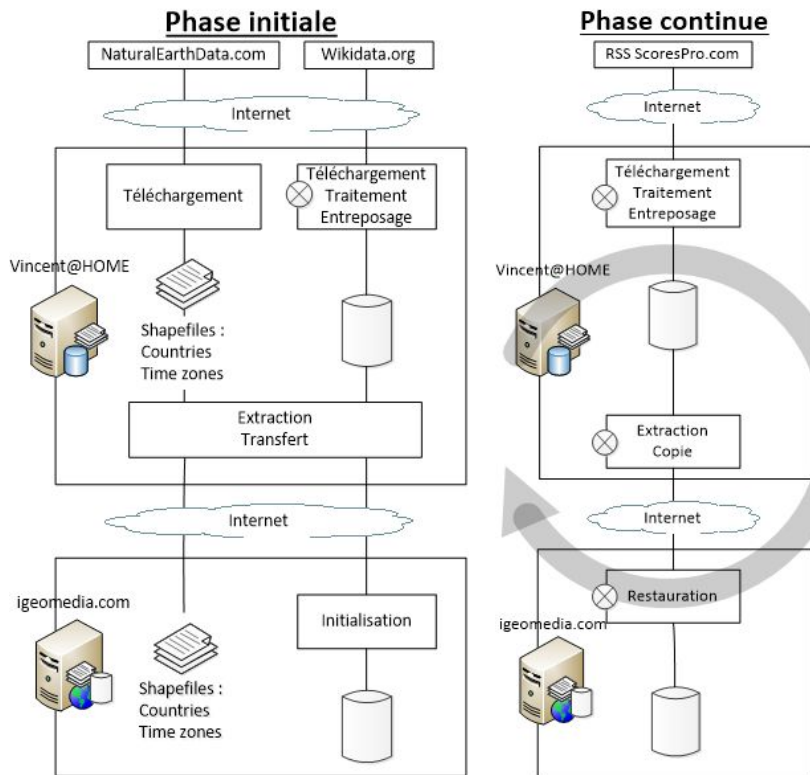 Phase initiale
NaturalEarthData.com
Wikidata.org
Internet
Téléchargement
Téléchargement
Traitement
Entreposage
Vincent@HOME
Shapefiles :
Countries
Time zones
Extraction
Transfert
Internet
igeomedia.com
Initialisation
Shapefiles :
Countries
Time zones
Phase continue
RSS ScoresPro.com
Internet
Téléchargement
Traitement
Entreposage
Vincent@HOME
Extraction
Copie
Internet
Restauration
igeomedia.com